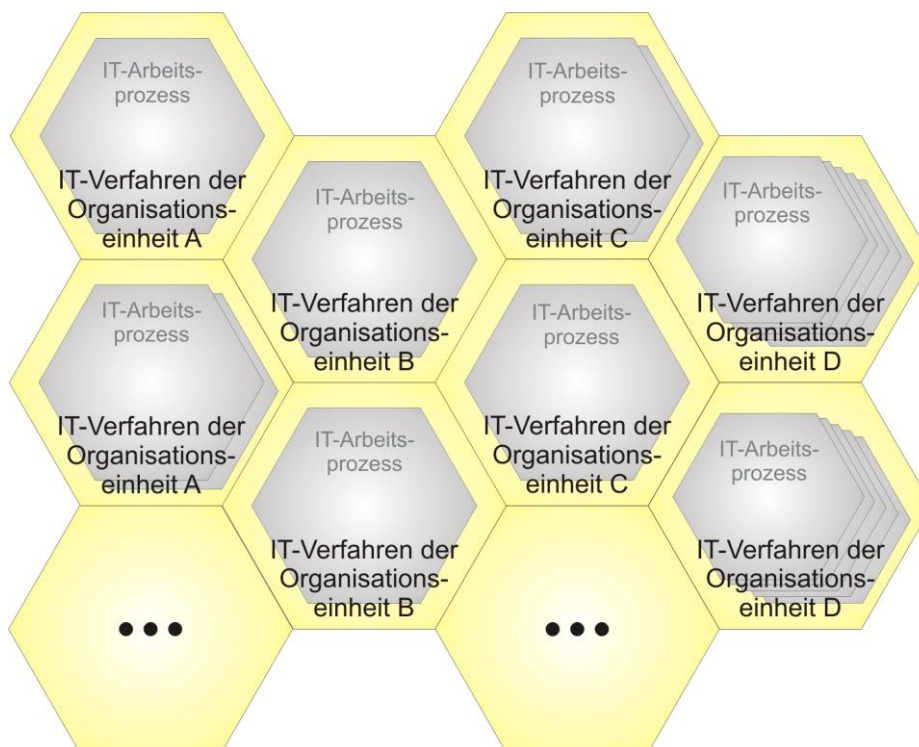 IT-Arbeits-
prozess
IT-Verfahren der
Organisations-
einheit A
IT-Arbeits-
prozess
IT-Verfahren der
Organisations-
einheit C
IT-Arbeits-
prozess
IT-Verfahren der
Organisations-
einheit B
IT-Arbeits-
prozess
IT-Verfahren der
Organisations-
einheit D
IT-Arbeits-
prozess
IT-Verfahren der
Organisations-
einheit A
IT-Arbeits-
prozess
IT-Verfahren der
Organisations-
einheit C
IT-Arbeits-
prozess
IT-Verfahren der
Organisations-
einheit B
IT-Arbeits-
prozess
IT-Verfahren der
Organisations-
einheit D
•••
•••